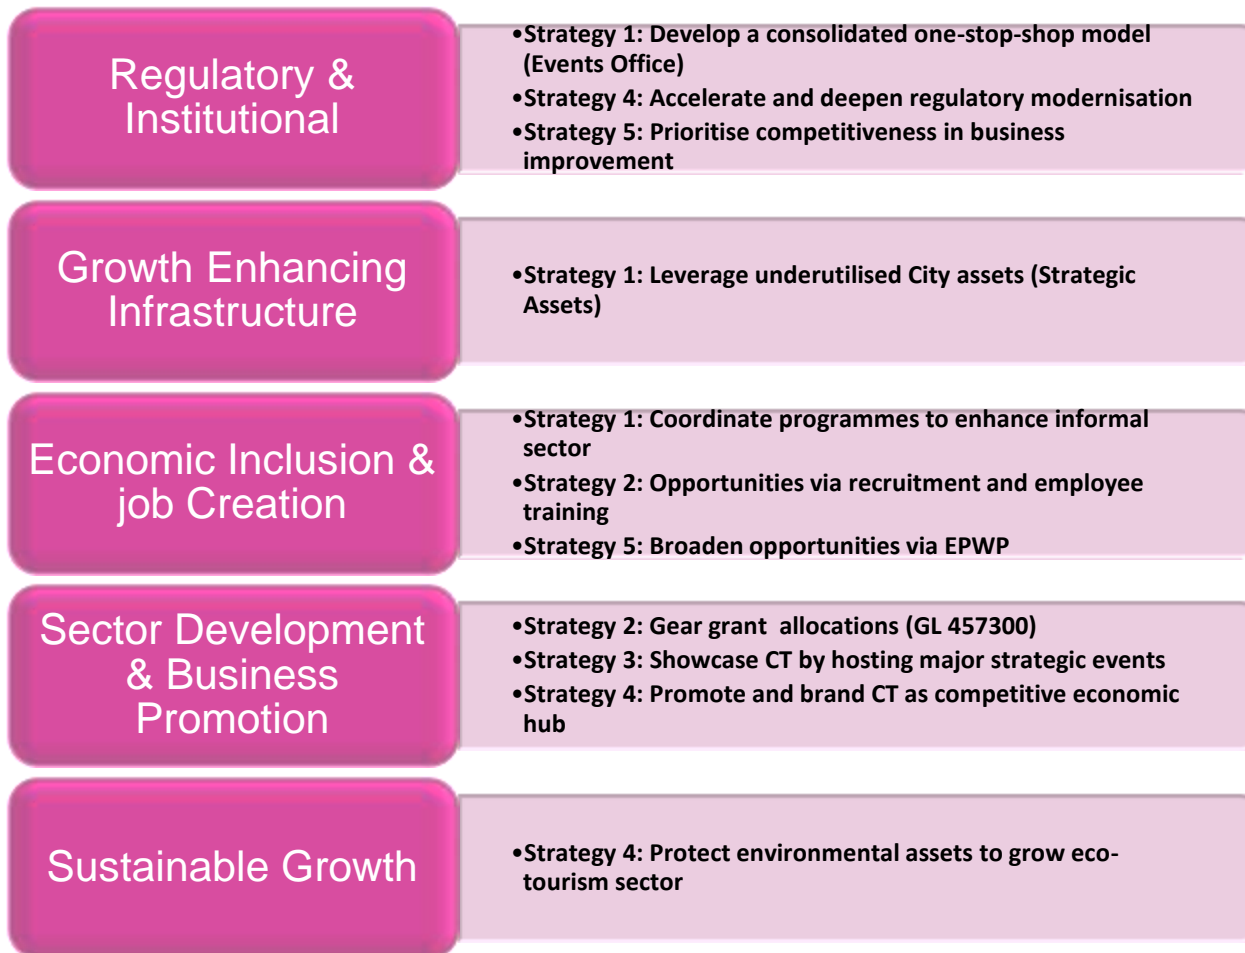 Regulatory &
Institutional
•Strategy 1: Develop a consolidated one-stop-shop model
(Events Office)
•Strategy 4: Accelerate and deepen regulatory modernisation
•Strategy 5: Prioritise competitiveness in business
improvement
Growth Enhancing
Infrastructure
•Strategy 1: Leverage underutilised City assets (Strategic
Assets)
Economic Inclusion &
job Creation
•Strategy 1: Coordinate programmes to enhance informal
sector
•Strategy 2: Opportunities via recruitment and employee
training
•Strategy 5: Broaden opportunities via EPWP
Sector Development
& Business
Promotion
•Strategy 2: Gear grant allocations (GL 457300)
•Strategy 3: Showcase CT by hosting major strategic events
•Strategy 4: Promote and brand CT as competitive economic
hub
Sustainable Growth
•Strategy 4: Protect environmental assets to grow eco-
tourism sector